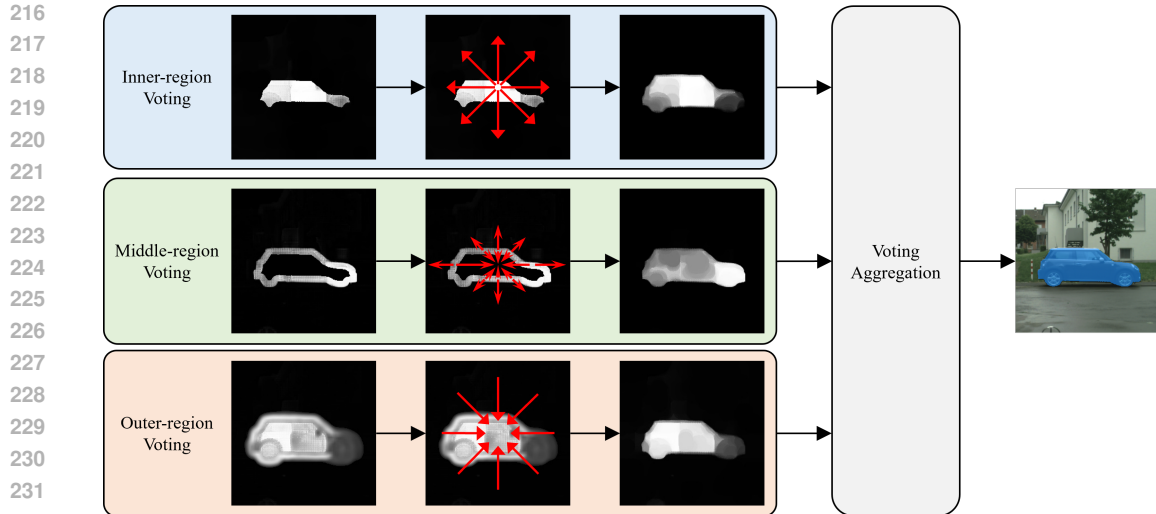 216
217
218
219
220
221
222
223
224
225
226
227
228
229
230
231
Inner-region
Voting
Middle-region
Voting
Outer-region
Voting
Voting
Aggregation